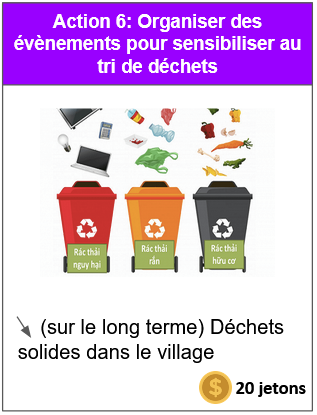 Action 6: Organiser des
évènements pour sensibiliser au
tri de déchets
Rác thải
nguy hại
Rác thải
rắn
Rác thải
hữu cơ
↘ (sur le long terme) Déchets
solides dans le village
$ 20 jetons